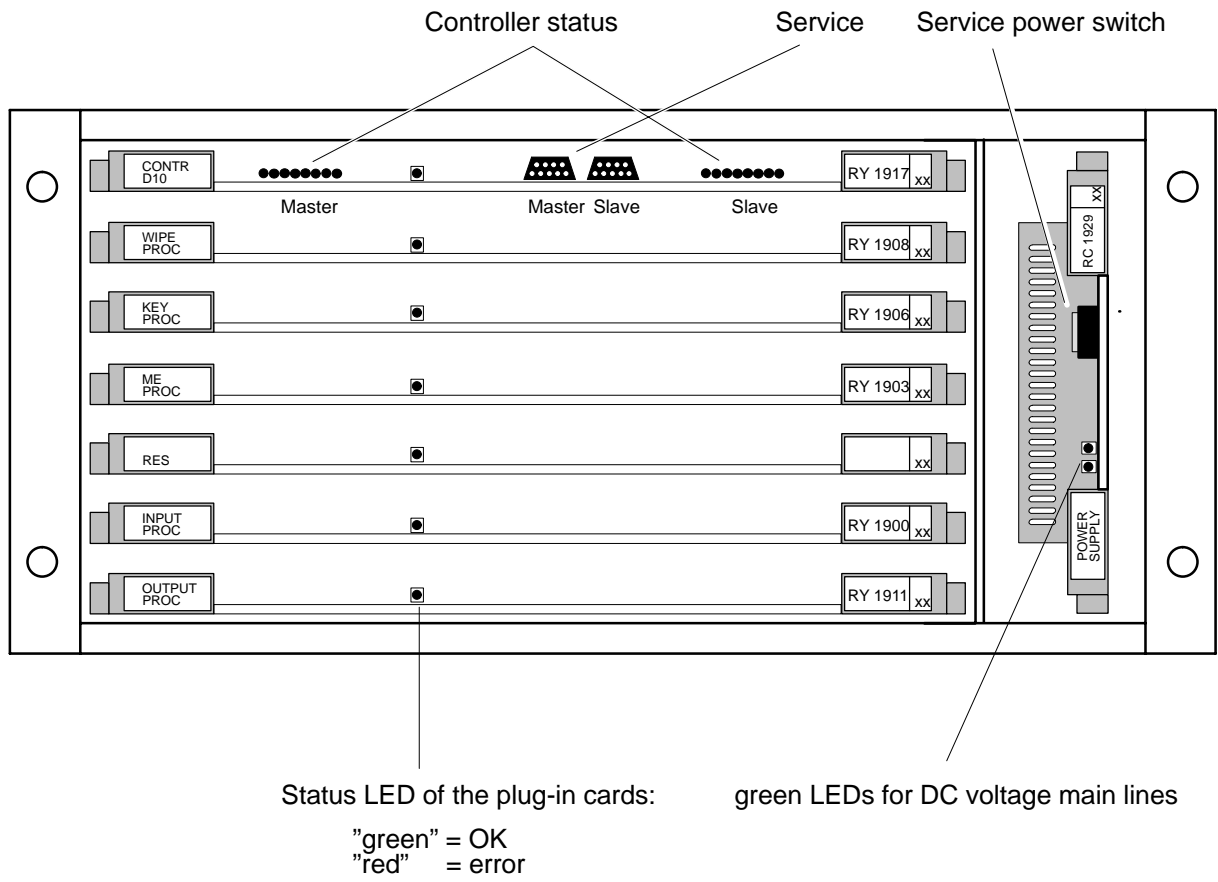 Controller status Service Service power switch
CONTR
D10
RY 1917
xx
Master
Master Slave
Slave
WIPE
PROC
RY 1908
xx
KEY
PROC
RY 1906
xx
ME
PROC
RY 1903
xx
RES
xx
INPUT
PROC
RY 1900
xx
OUTPUT
PROC
RY 1911
xx
RC 1929
xx
POWER
SUPPLY
Status LED of the plug-in cards:
"green" = OK
"red" = error
green LEDs for DC voltage main lines